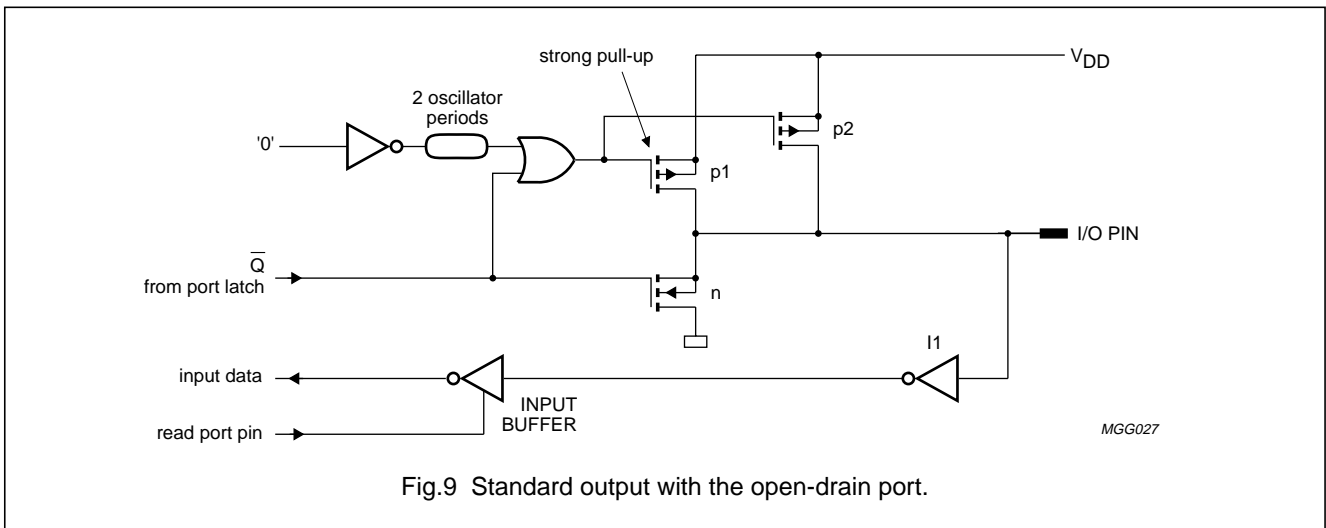 strong pull-up
VDD
2 oscillator
periods
'0'
p2
p1
I/O PIN
Q̅
from port latch
n
I1
input data
INPUT
BUFFER
read port pin
MGG027
Fig.9 Standard output with the open-drain port.